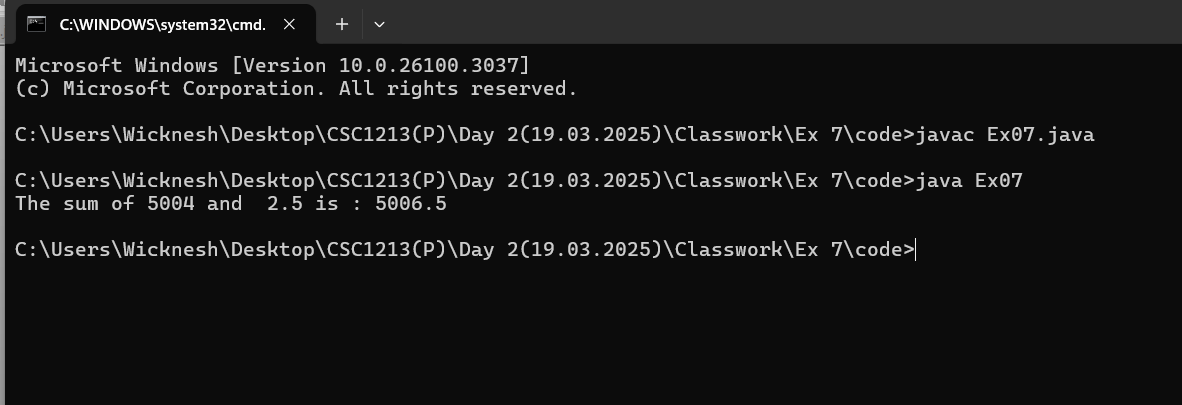 C:\WINDOWS\system32\cmd.
Microsoft Windows [Version 10.0.26100.3037]
(c) Microsoft Corporation. All rights reserved.
C:\Users\Wicknesh\Desktop\CSC1213(P)\Day 2(19.03.2025)\Classwork\Ex 7\code>javac Ex07.java
C:\Users\Wicknesh\Desktop\CSC1213(P)\Day 2(19.03.2025)\Classwork\Ex 7\code>java Ex07
The sum of 5004 and  2.5 is : 5006.5
C:\Users\Wicknesh\Desktop\CSC1213(P)\Day 2(19.03.2025)\Classwork\Ex 7\code>